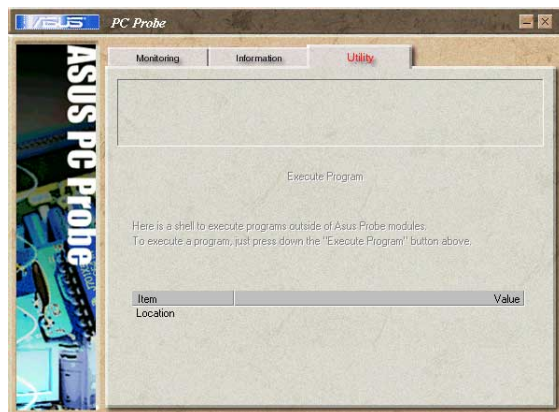 ASUS PC Probe
Monitoring Information Utility
ASUS PC Probe
Execute Program
Here is a shell to execute programs outside of Asus Probe modules.
To execute a program, just press down the "Execute Program" button above.
Item Value
Location